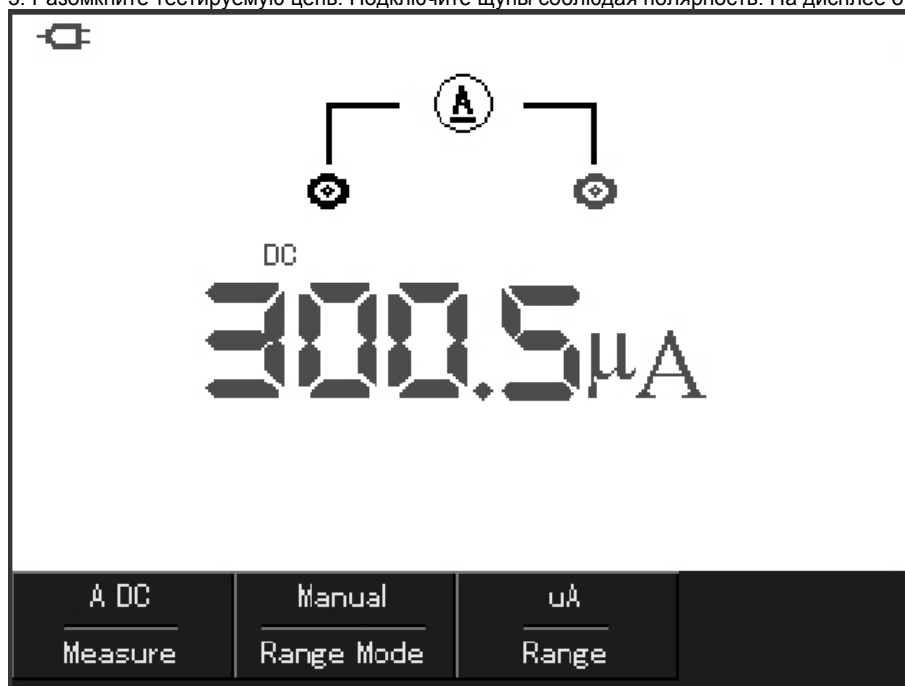 3. Разомкните тестируемую цепь. Подключите щупы соблюдая полярность. На дисплее о
A
DC
300.5µA
A DC
Manual
uA
Measure
Range Mode
Range